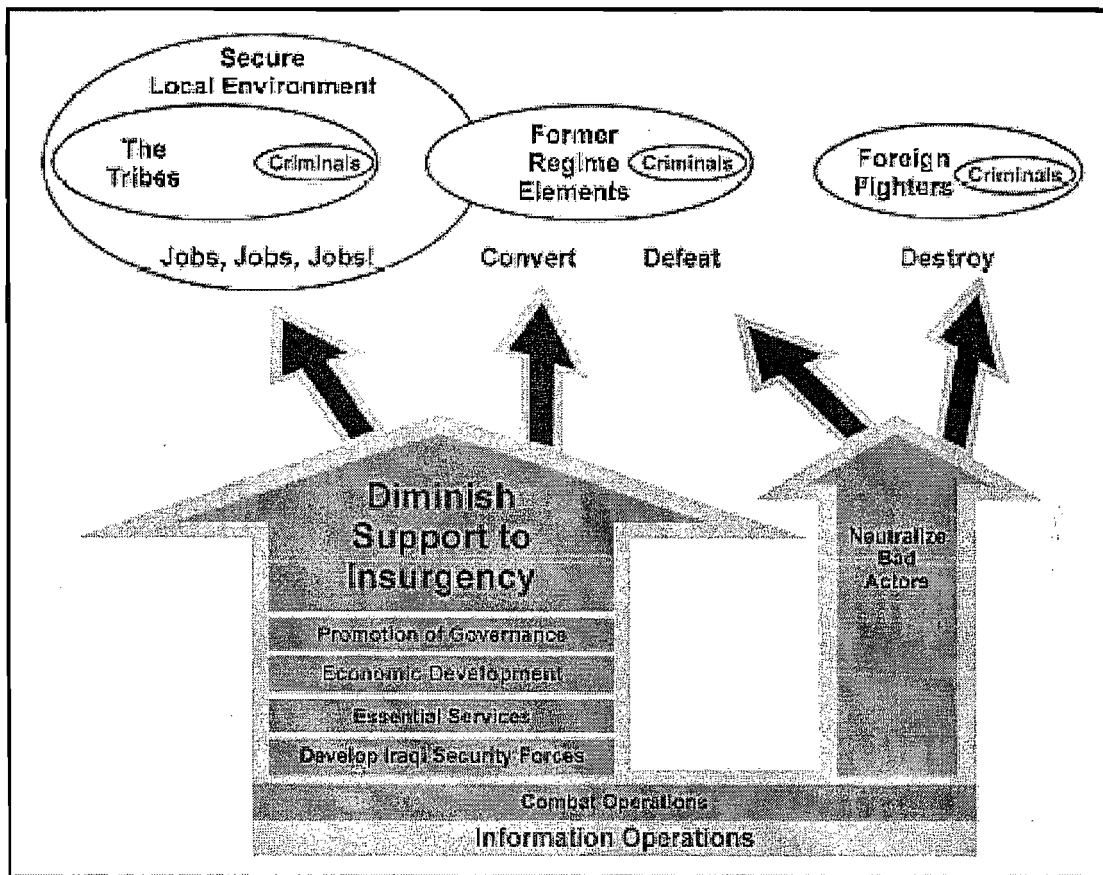 Secure
Local Environment
The
Tribes
Criminals
Jobs, Jobs, Jobs!
Former
Regime
Elements
Criminals
Foreign
Fighters
Criminals
Convert
Defeat
Destroy
Diminish
Support to
Insurgency
Promotion of Governance
Economic Development
Essential Services
Develop Iraqi Security Forces
Neutralize
Bad
Actors
Combat Operations
Information Operations